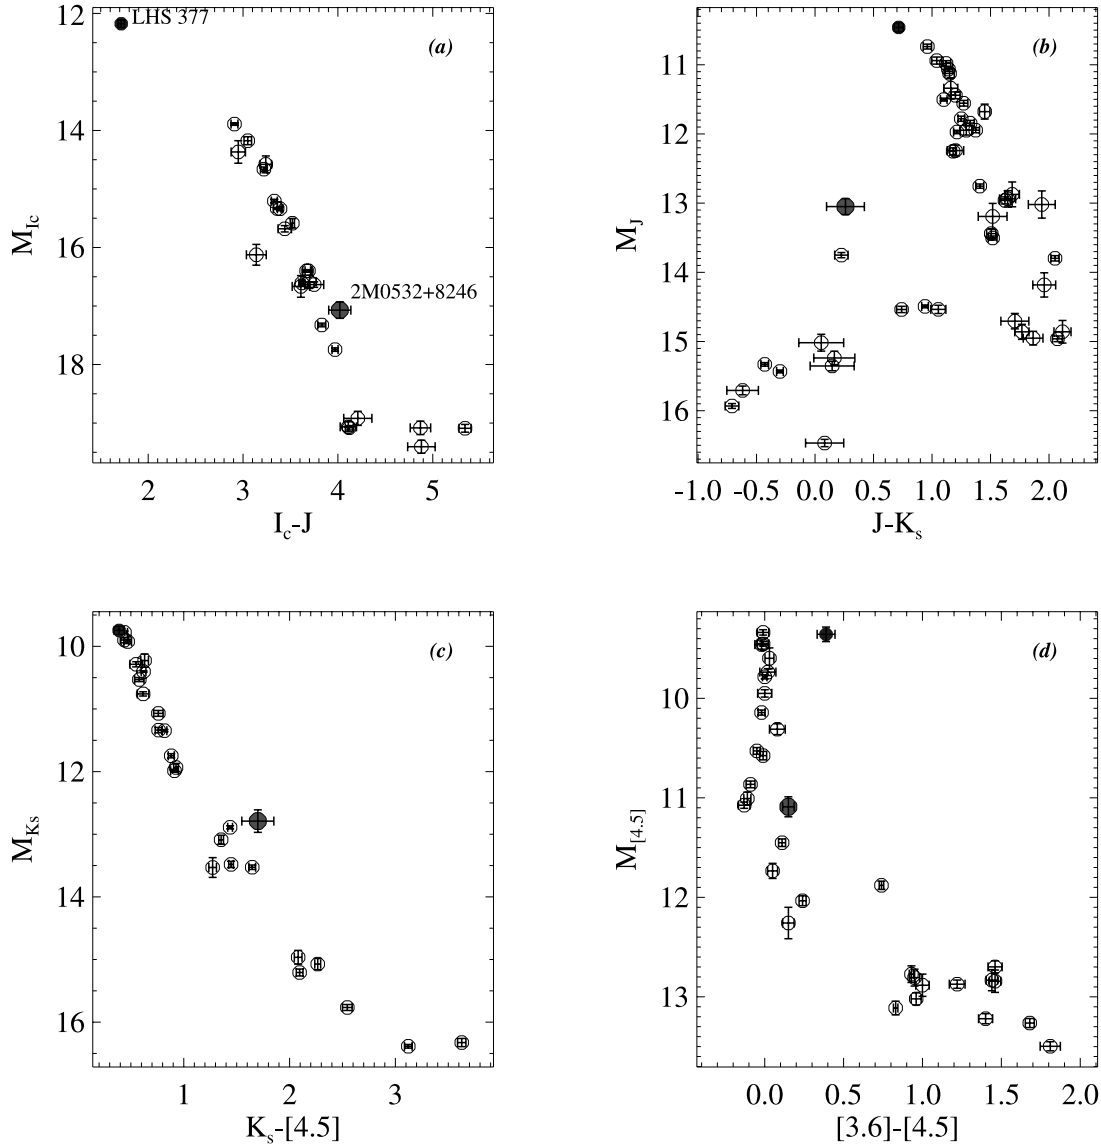 12
LHS 377
(a)
14
16
2M0532+8246
18
M_Ic
2
3
4
5
I_c-J
(b)
11
12
13
14
15
16
M_J
-1.0
-0.5
0.0
0.5
1.0
1.5
2.0
J-K_s
(c)
10
12
14
16
M_Ks
1
2
3
K_s-[4.5]
(d)
10
11
12
13
M_[4.5]
0.0
0.5
1.0
1.5
2.0
[3.6]-[4.5]